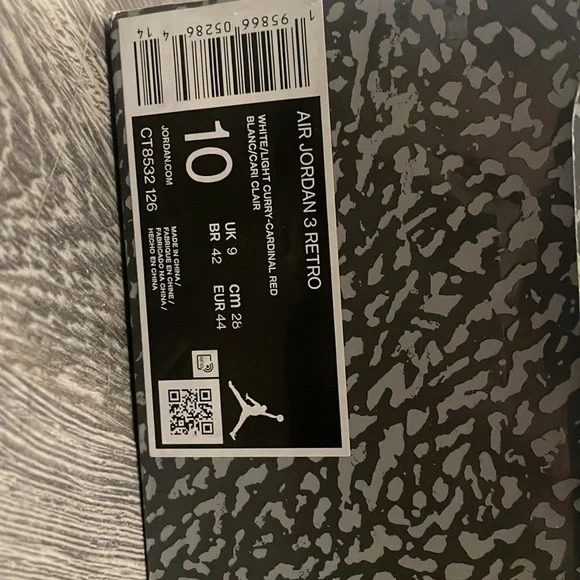 1 95866 05286 4
14
AIR JORDAN 3 RETRO
WHITE/LIGHT CURRY-CARDINAL RED
BLANC/CARI CLAIR
10
UK 9
cm 28
BR 42
EUR 44
JORDAN.COM
CT8532 126
MADE IN CHINA /
FABRIQUE EN CHINE /
FABRICADO NA CHINA /
HECHO EN CHINA